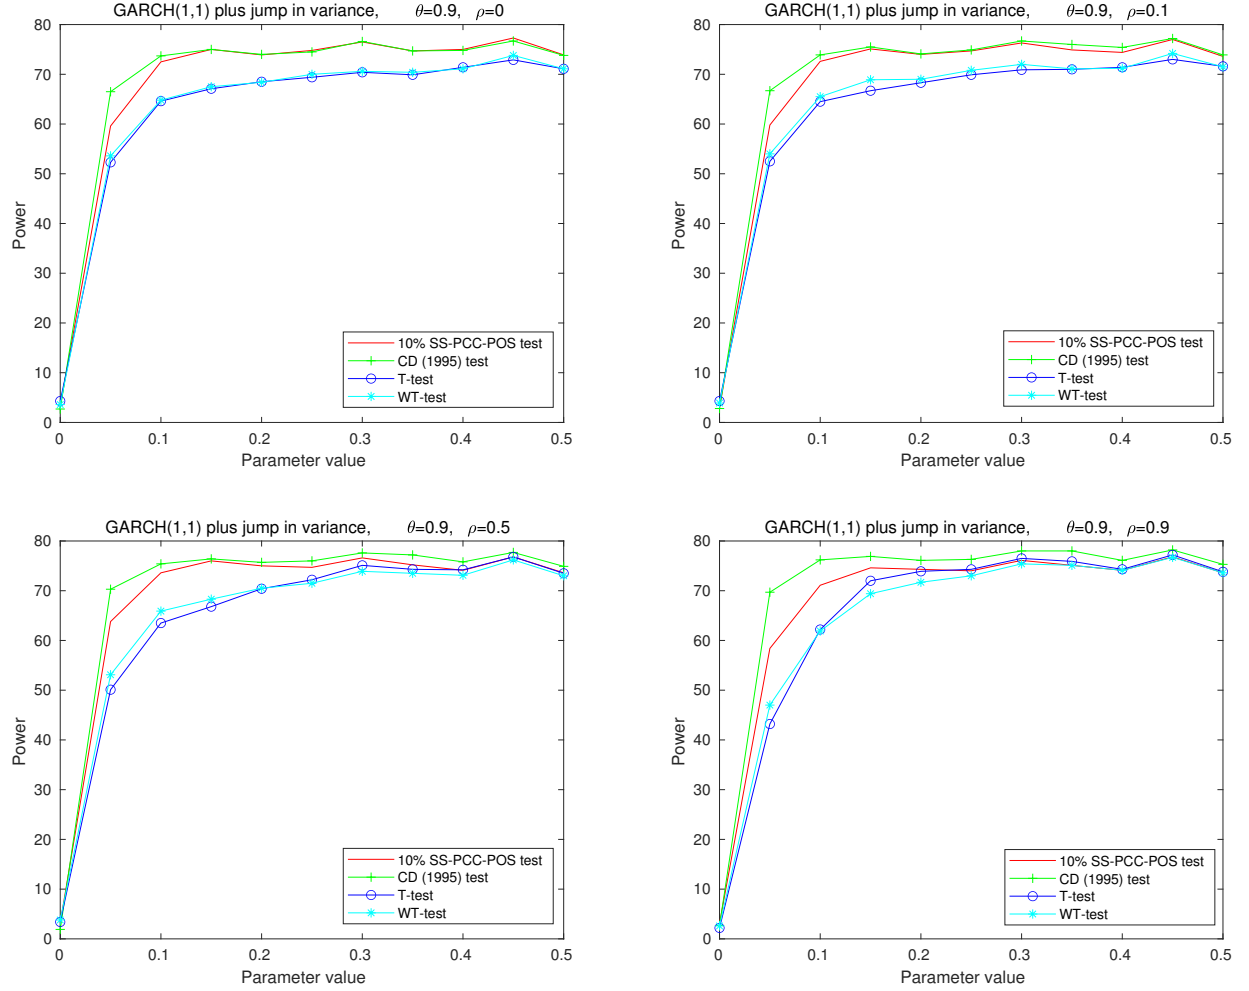 GARCH(1,1) plus jump in variance, θ=0.9, ρ=0
80
70
60
50
40
30
20
10
0
Power
10% SS-PCC-POS test
CD (1995) test
T-test
WT-test
0 0.1 0.2 0.3 0.4 0.5
Parameter value
GARCH(1,1) plus jump in variance, θ=0.9, ρ=0.1
80
70
60
50
40
30
20
10
0
Power
10% SS-PCC-POS test
CD (1995) test
T-test
WT-test
0 0.1 0.2 0.3 0.4 0.5
Parameter value
GARCH(1,1) plus jump in variance, θ=0.9, ρ=0.5
80
70
60
50
40
30
20
10
0
Power
10% SS-PCC-POS test
CD (1995) test
T-test
WT-test
0 0.1 0.2 0.3 0.4 0.5
Parameter value
GARCH(1,1) plus jump in variance, θ=0.9, ρ=0.9
80
70
60
50
40
30
20
10
0
Power
10% SS-PCC-POS test
CD (1995) test
T-test
WT-test
0 0.1 0.2 0.3 0.4 0.5
Parameter value